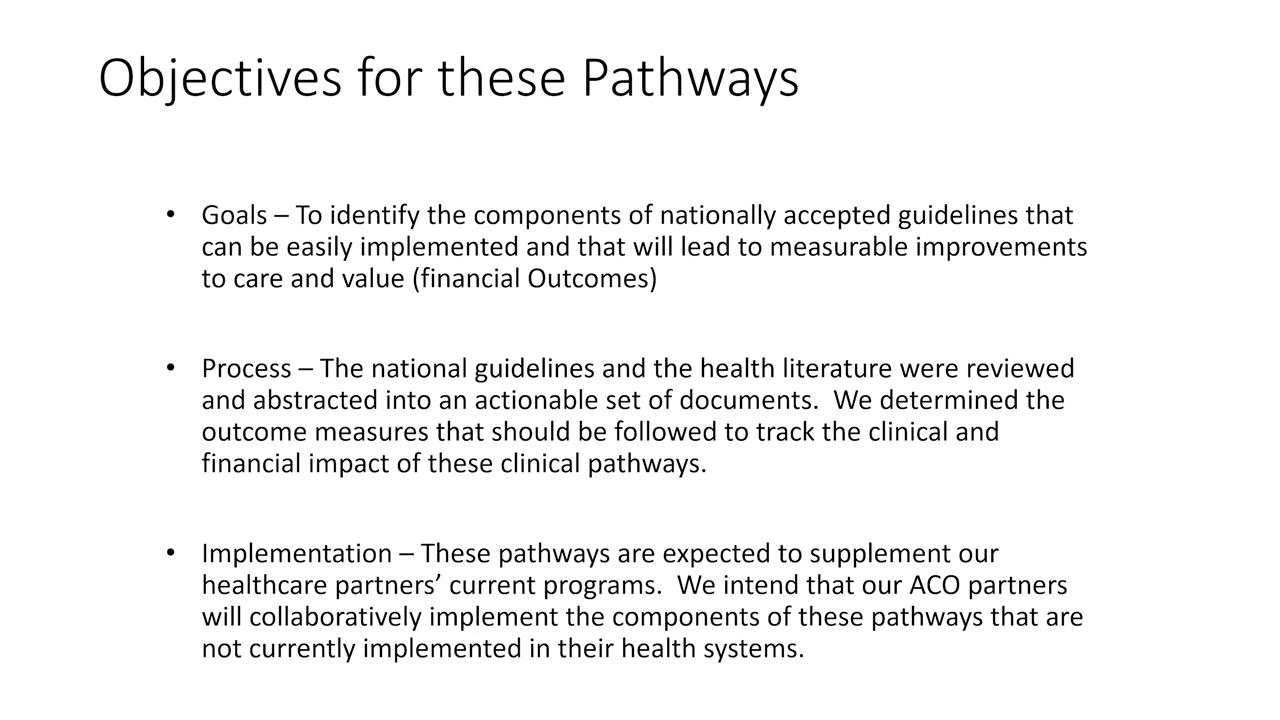 Objectives for these Pathways
• Goals – To identify the components of nationally accepted guidelines that
can be easily implemented and that will lead to measurable improvements
to care and value (financial Outcomes)
• Process – The national guidelines and the health literature were reviewed
and abstracted into an actionable set of documents.  We determined the
outcome measures that should be followed to track the clinical and
financial impact of these clinical pathways.
• Implementation – These pathways are expected to supplement our
healthcare partners’ current programs.  We intend that our ACO partners
will collaboratively implement the components of these pathways that are
not currently implemented in their health systems.